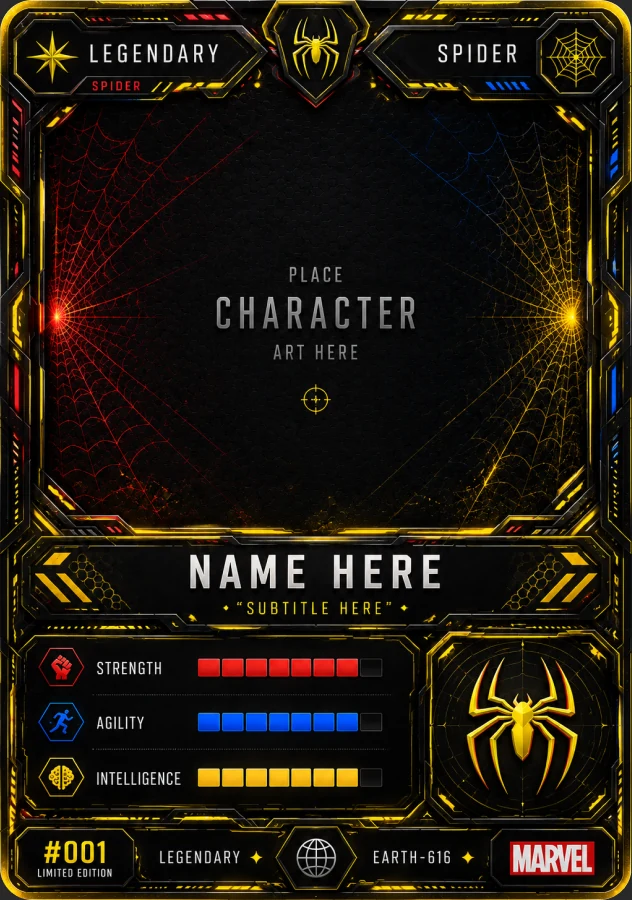 LEGENDARY
SPIDER
SPIDER
PLACE
CHARACTER
ART HERE
NAME HERE
"SUBTITLE HERE"
STRENGTH
AGILITY
INTELLIGENCE
#001
LIMITED EDITION
LEGENDARY
EARTH-616
MARVEL